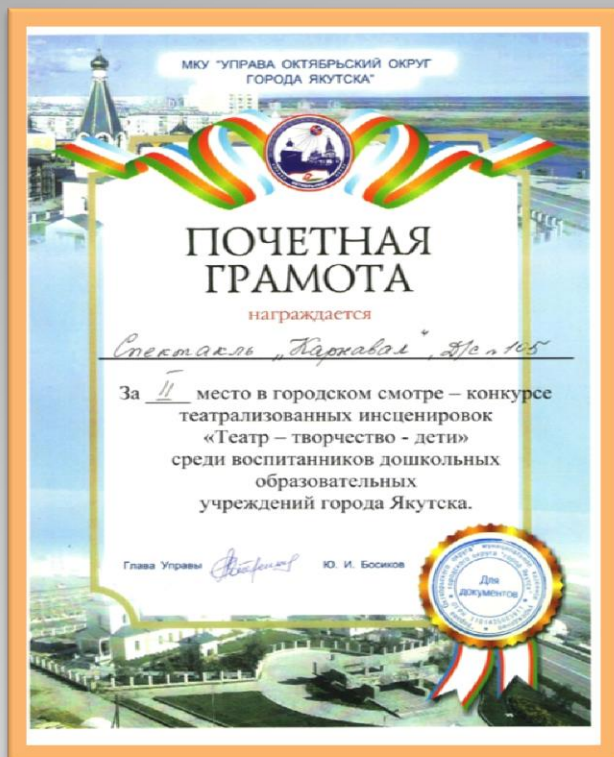 МКУ "УПРАВА ОКТЯБРЬСКИЙ ОКРУГ
ГОРОДА ЯКУТСКА"
ПОЧЕТНАЯ
ГРАМОТА
награждается
Спектакль „Карнавал“, Д/с n 105
За II место в городском смотре – конкурсе
театрализованных инсценировок
«Театр – творчество - дети»
среди воспитанников дошкольных
образовательных
учреждений города Якутска.
Глава Управы Ю. И. Босиков
Для
документов